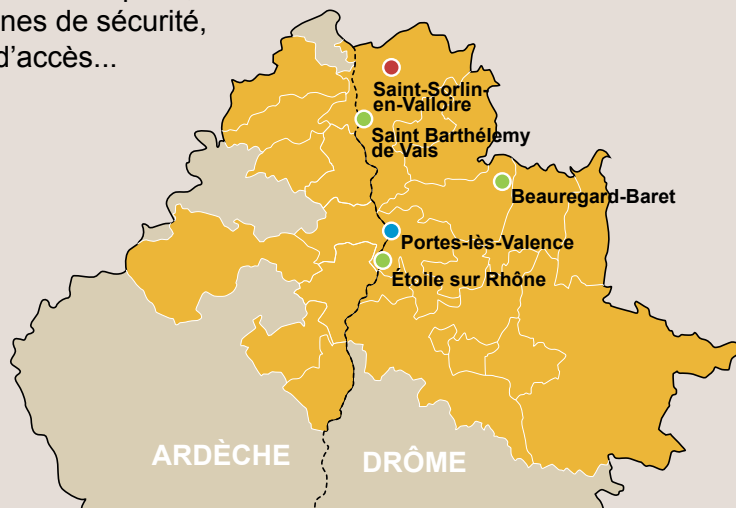 nes de sécurité,
d’accès...
Saint-Sorlin-
en-Valloire
Saint Barthélemy
de Vals
Beauregard-Baret
Portes-lès-Valence
Étoile sur Rhône
ARDÈCHE
DRÔME